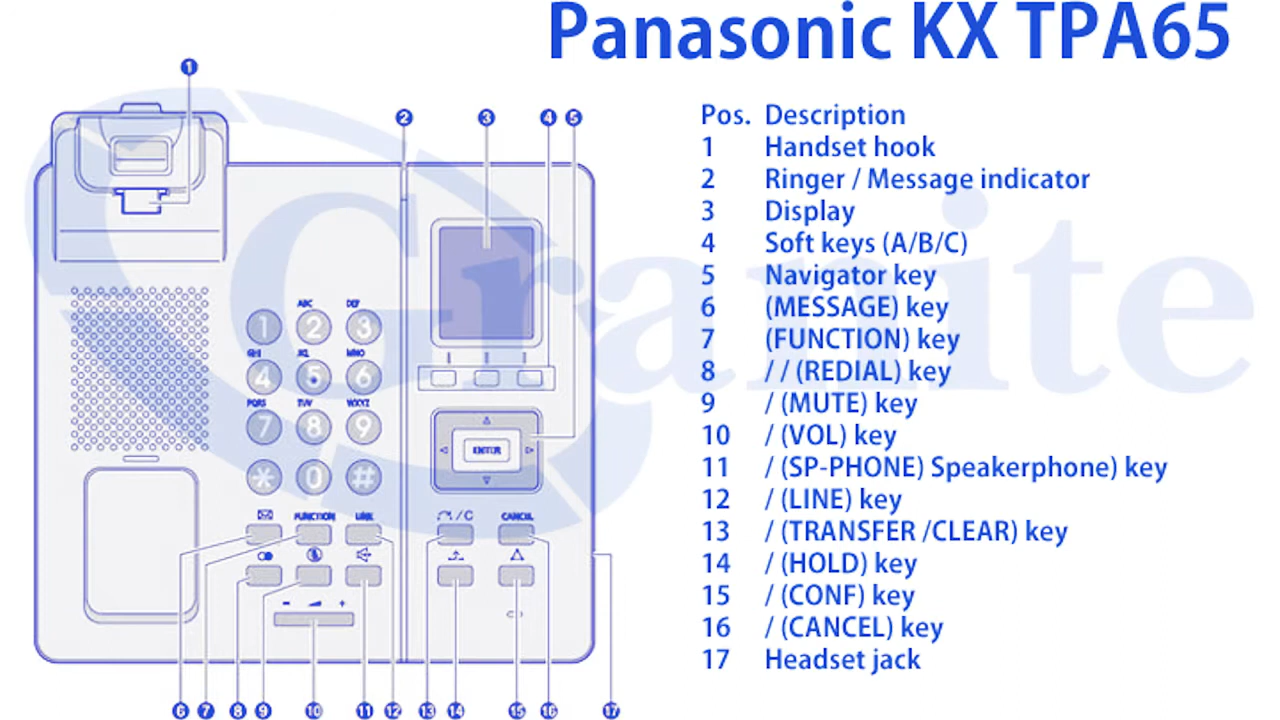 Panasonic KX TPA65
Pos. Description
1 Handset hook
2 Ringer / Message indicator
3 Display
4 Soft keys (A/B/C)
5 Navigator key
6 (MESSAGE) key
7 (FUNCTION) key
8 / / (REDIAL) key
9 / (MUTE) key
10 / (VOL) key
11 / (SP-PHONE) Speakerphone) key
12 / (LINE) key
13 / (TRANSFER /CLEAR) key
14 / (HOLD) key
15 / (CONF) key
16 / (CANCEL) key
17 Headset jack
Granite
1
2 3 4 5
ABC DEF
1 2 3
GHI JKL MNO
4 5 6
PQRS TUV WXYZ
7 8 9
* 0 #
ENTER
FUNCTION LINE /C CANCEL
- +
6 7 8 9 10 11 12 13 14 15 16 17